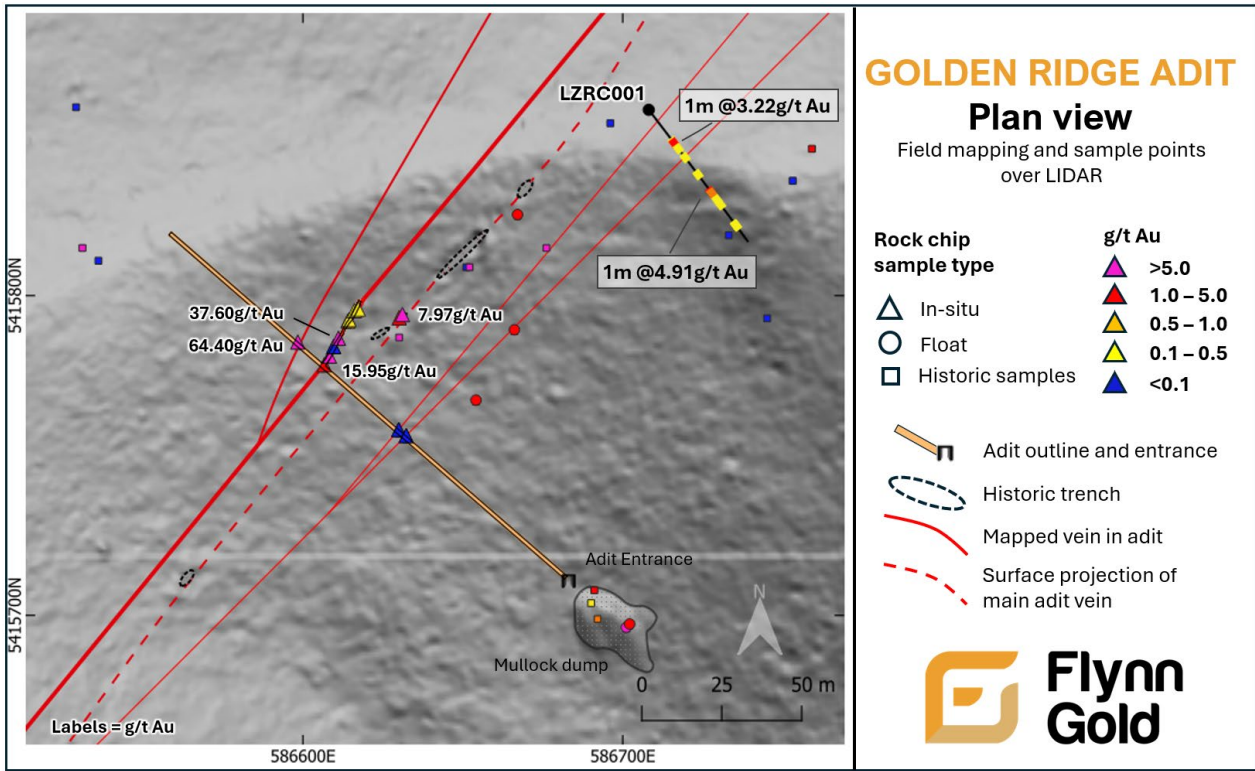 LZRC001
1m @3.22g/t Au
1m @4.91g/t Au
37.60g/t Au
7.97g/t Au
64.40g/t Au
15.95g/t Au
5415800N
5415700N
Adit Entrance
Mullock dump
N
0 25 50 m
Labels = g/t Au
586600E 586700E
GOLDEN RIDGE ADIT
Plan view
Field mapping and sample points
over LIDAR
Rock chip
sample type
In-situ
Float
Historic samples
g/t Au
>5.0
1.0 – 5.0
0.5 – 1.0
0.1 – 0.5
<0.1
Adit outline and entrance
Historic trench
Mapped vein in adit
Surface projection of
main adit vein
Flynn
Gold